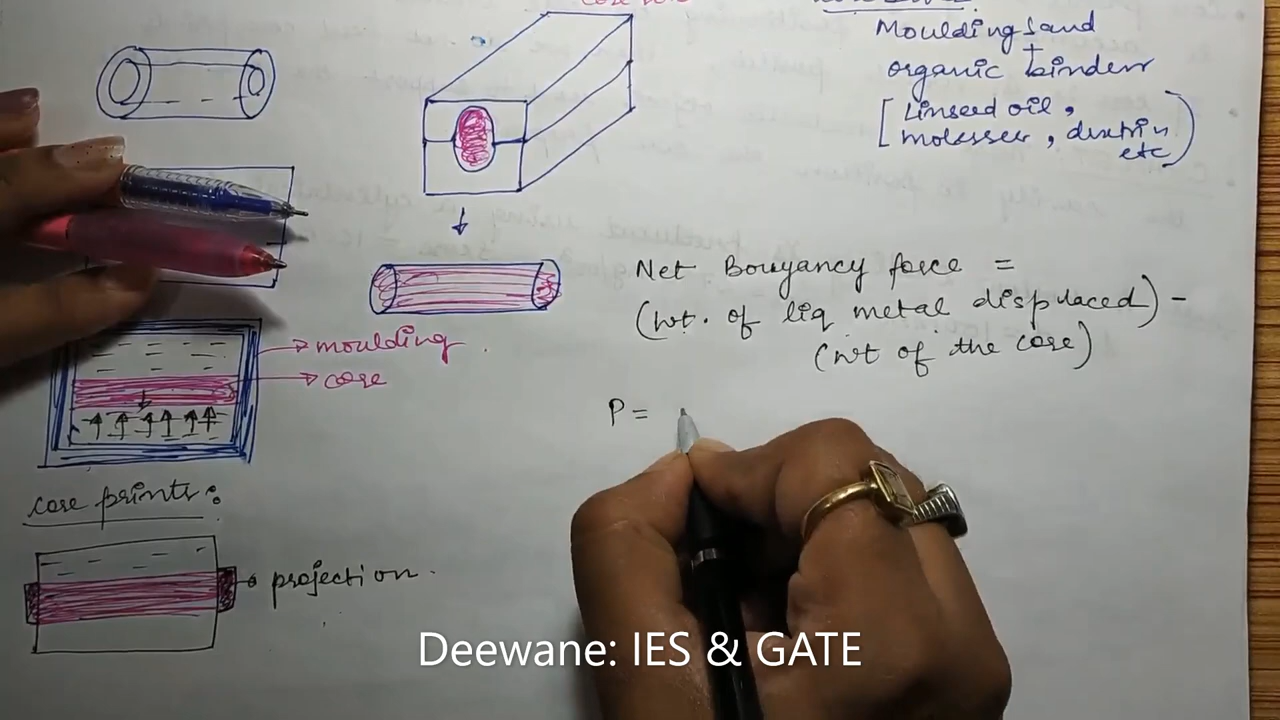 Moulding sand
+
organic binders
[Linseed oil,
molasses, dextrin
etc)
Net Bouyancy force =
(wt. of liq metal displaced) -
(wt of the core)
moulding
core
P =
core prints:
projection.
Deewane: IES & GATE